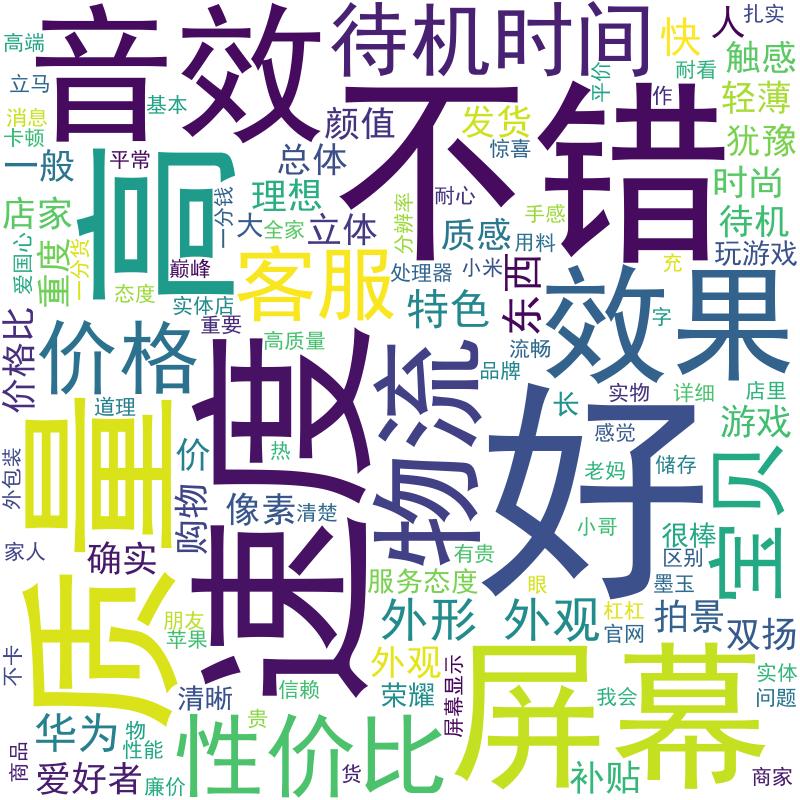 高端
音效
待机时间
快
人
扎实
立马
消息
卡顿
基本
不错
平价
耐看
作
触感
轻薄
犹豫
颜值
发货
惊喜
一般
平常
高
总体
一分钱
理想
耐心
时尚
店家
大
全家
立体
分辨率
质感
手感
用料
待机
玩游戏
爱国心
重度
一分货
巅峰
客服
处理器
小米
东西
充
态度
实体店
特色
效果
价格比
价格
重要
高质量
流畅
字
品牌
物流
速度
好
长
实物
详细
店里
道理
质量
感觉
游戏
外包装
价
热
老妈
储存
宝贝
购物
像素
清楚
小哥
很棒
家人
确实
有贵
区别
服务态度
眼
墨玉
朋友
苹果
外形
外观
杠杠
官网
拍景
双扬
不卡
外观
屏幕
屏幕显示
实体
清晰
信赖
荣耀
我会
问题
华为
物
贵
性能
性价比
商品
爱好者
廉价
货
补贴
商家